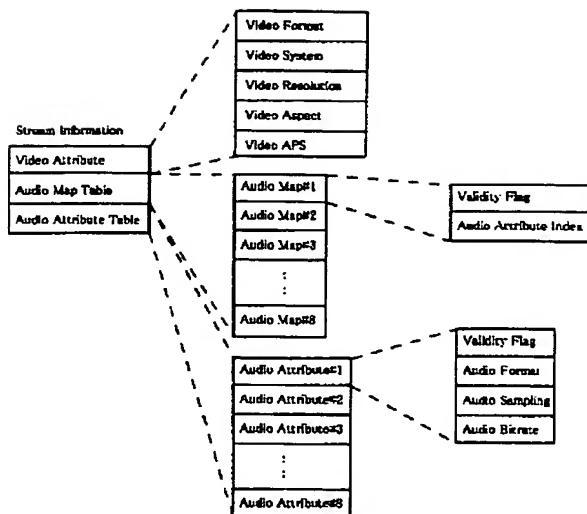 Video Format
Video System
Video Resolution
Video Aspect
Video APS
Stream Information
Video Attribute
Audio Map Table
Audio Attribute Table
Audio Map#1
Audio Map#2
Audio Map#3
Audio Map#8
Validity Flag
Audio Attribute Index
Audio Attribute#1
Audio Attribute#2
Audio Attribute#3
Audio Attribute#8
Validity Flag
Audio Format
Audio Sampling
Audio Bitrate